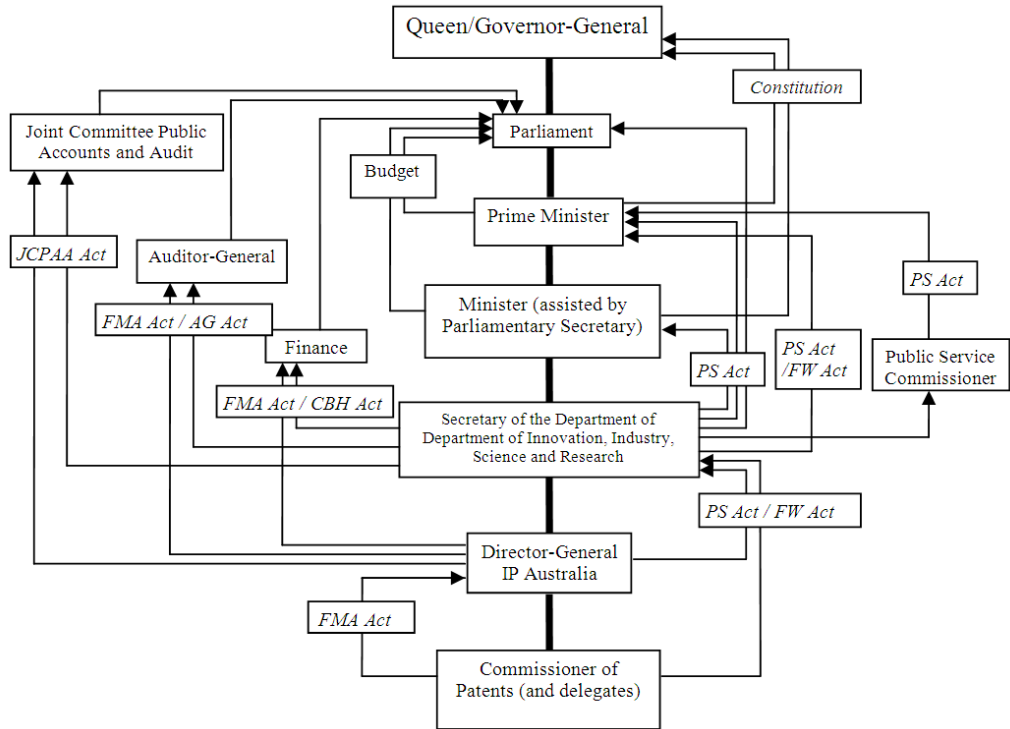 Queen/Governor-General
Constitution
Joint Committee Public
Accounts and Audit
Parliament
Budget
Prime Minister
JCPAA Act
Auditor-General
PS Act
FMA Act / AG Act
Minister (assisted by
Parliamentary Secretary)
Finance
PS Act
PS Act
/FW Act
Public Service
Commissioner
FMA Act / CBH Act
Secretary of the Department of
Department of Innovation, Industry,
Science and Research
PS Act / FW Act
Director-General
IP Australia
FMA Act
Commissioner of
Patents (and delegates)